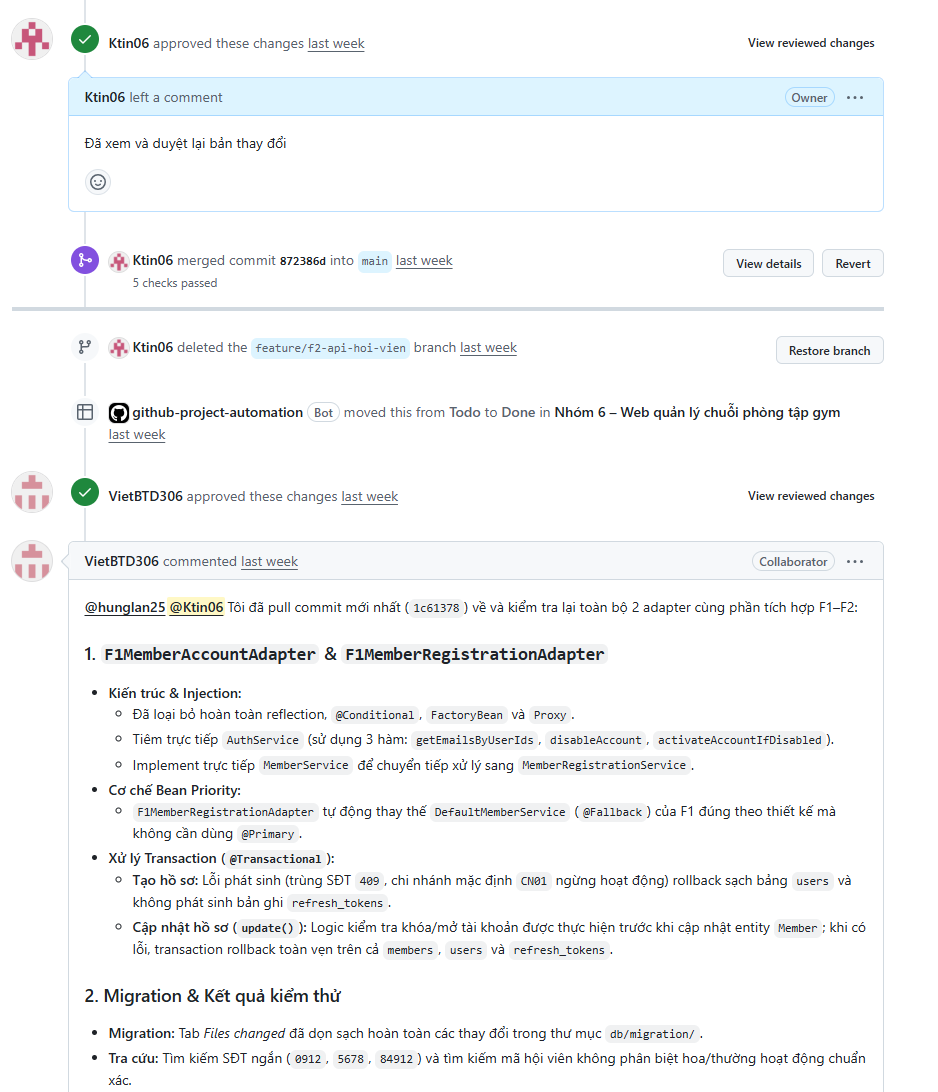 Ktin06 approved these changes last week
View reviewed changes
Ktin06 left a comment
Owner
Đã xem và duyệt lại bản thay đổi
Ktin06 merged commit 872386d into main last week
View details
Revert
5 checks passed
Ktin06 deleted the feature/f2-api-hoi-vien branch last week
Restore branch
github-project-automation Bot moved this from Todo to Done in Nhóm 6 – Web quản lý chuỗi phòng tập gym
last week
VietBTD306 approved these changes last week
View reviewed changes
VietBTD306 commented last week
Collaborator
@hunglan25 @Ktin06 Tôi đã pull commit mới nhất ( 1c61378 ) về và kiểm tra lại toàn bộ 2 adapter cùng phần tích hợp F1–F2:
1. F1MemberAccountAdapter & F1MemberRegistrationAdapter
• Kiến trúc & Injection:
○ Đã loại bỏ hoàn toàn reflection, @Conditional , FactoryBean và Proxy .
○ Tiêm trực tiếp AuthService (sử dụng 3 hàm: getEmailsByUserIds , disableAccount , activateAccountIfDisabled ).
○ Implement trực tiếp MemberService để chuyển tiếp xử lý sang MemberRegistrationService .
• Cơ chế Bean Priority:
○ F1MemberRegistrationAdapter tự động thay thế DefaultMemberService ( @Fallback ) của F1 đúng theo thiết kế mà
không cần dùng @Primary .
• Xử lý Transaction ( @Transactional ):
○ Tạo hồ sơ: Lỗi phát sinh (trùng SĐT 409 , chi nhánh mặc định CN01 ngừng hoạt động) rollback sạch bảng users và
không phát sinh bản ghi refresh_tokens .
○ Cập nhật hồ sơ ( update() ): Logic kiểm tra khóa/mở tài khoản được thực hiện trước khi cập nhật entity Member ; khi có
lỗi, transaction rollback toàn vẹn trên cả members , users và refresh_tokens .
2. Migration & Kết quả kiểm thử
• Migration: Tab Files changed đã dọn sạch hoàn toàn các thay đổi trong thư mục db/migration/ .
• Tra cứu: Tìm kiếm SĐT ngắn ( 0912 , 5678 , 84912 ) và tìm kiếm mã hội viên không phân biệt hoa/thường hoạt động chuẩn
xác.